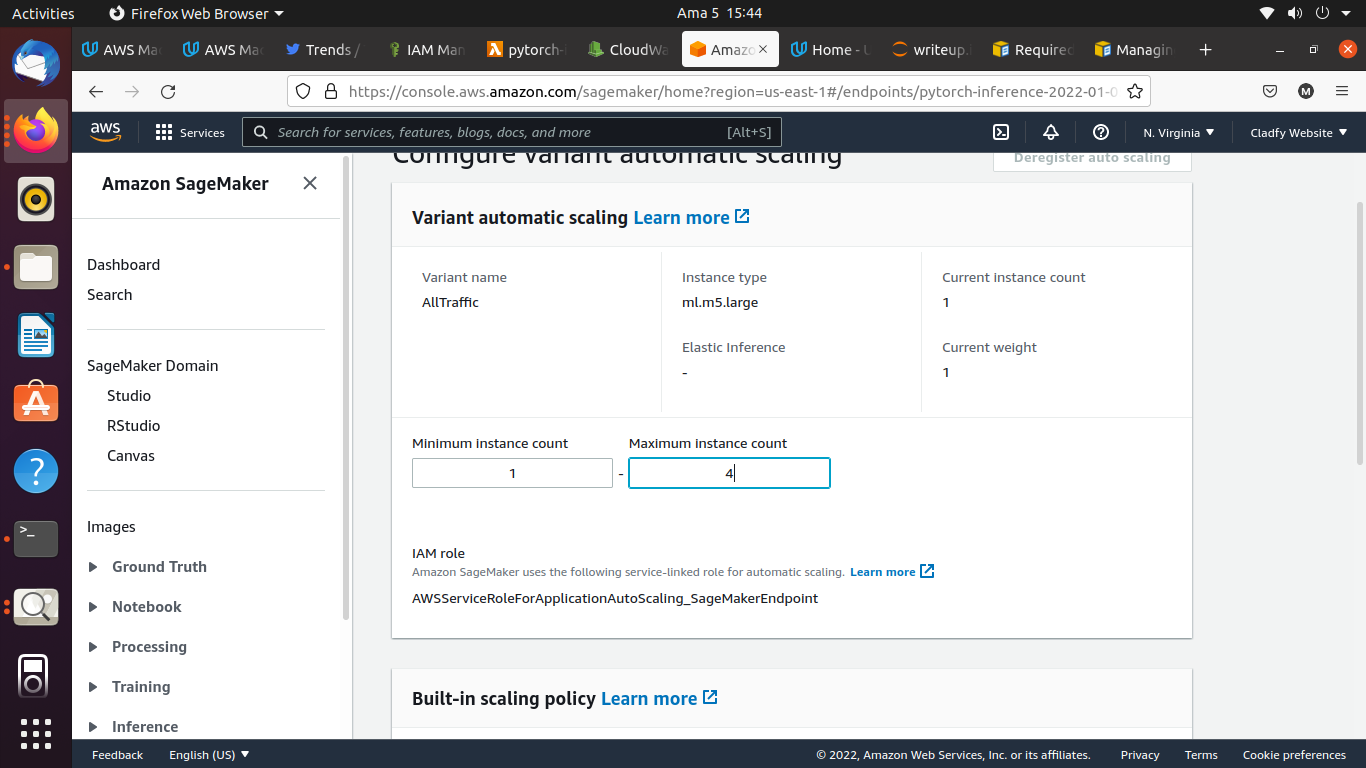 Activities Firefox Web Browser Ama 5 15:44
AWS Ma AWS Ma Trends / IAM Man pytorch- CloudWa Amazo Home - U writeup. Required Managin
https://console.aws.amazon.com/sagemaker/home?region=us-east-1#/endpoints/pytorch-inference-2022-01-0 M
aws Services Search for services, features, blogs, docs, and more [Alt+S] N. Virginia Cladfy Website
Amazon SageMaker
Dashboard
Search
SageMaker Domain
Studio
RStudio
Canvas
Images
Ground Truth
Notebook
Processing
Training
Inference
Configure variant automatic scaling Deregister auto scaling
Variant automatic scaling Learn more
Variant name
AllTraffic
Instance type
ml.m5.large
Elastic Inference
-
Current instance count
1
Current weight
1
Minimum instance count Maximum instance count
1 - 4
IAM role
Amazon SageMaker uses the following service-linked role for automatic scaling. Learn more
AWSServiceRoleForApplicationAutoScaling_SageMakerEndpoint
Built-in scaling policy Learn more
Feedback English (US) © 2022, Amazon Web Services, Inc. or its affiliates. Privacy Terms Cookie preferences